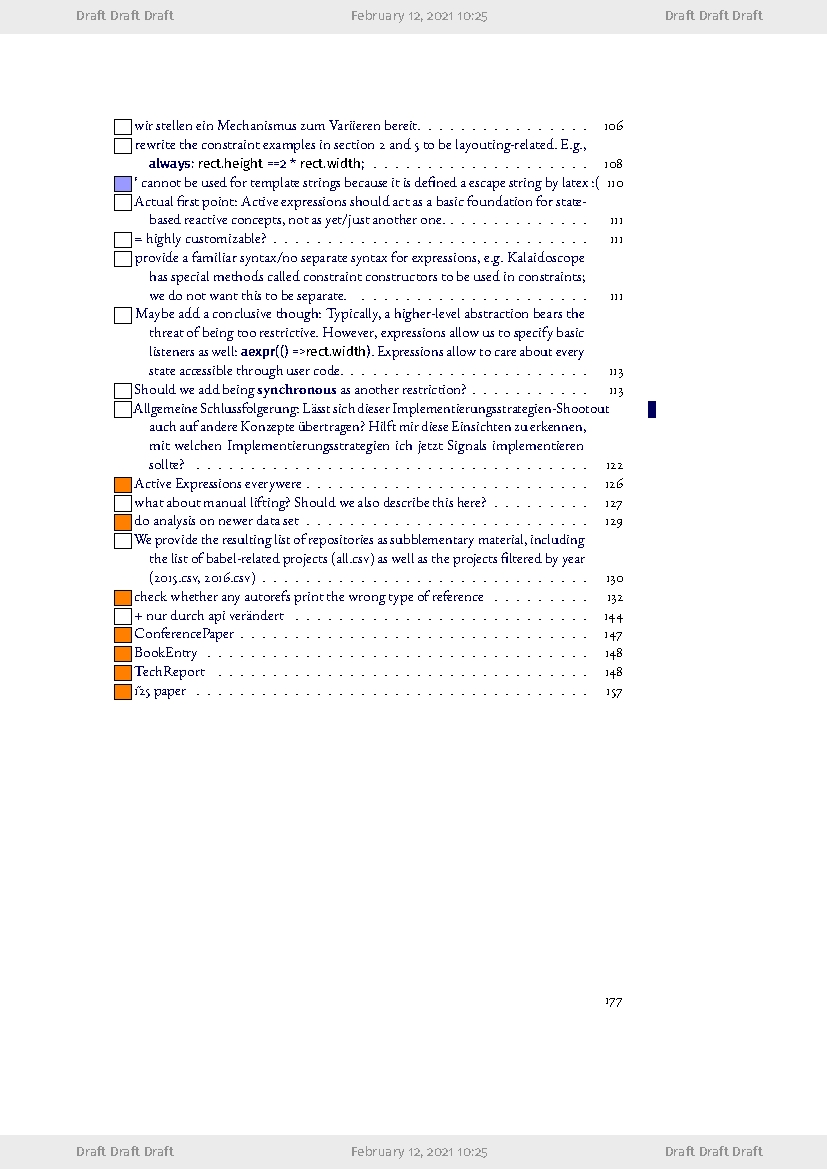 Draft Draft Draft February 12, 2021 10:25 Draft Draft Draft
wir stellen ein Mechanismus zum Variieren bereit. . . . . . . . . . . . . . . . 106
rewrite the constraint examples in section 2 and 5 to be layouting-related. E.g.,
always: rect.height ==2 * rect.width; . . . . . . . . . . . . . . . . . . . 108
' cannot be used for template strings because it is defined a escape string by latex :( 110
Actual first point: Active expressions should act as a basic foundation for state-
based reactive concepts, not as yet/just another one. . . . . . . . . . . . . 111
= highly customizable? . . . . . . . . . . . . . . . . . . . . . . . . . . . 111
provide a familiar syntax/no separate syntax for expressions, e.g. Kalaidoscope
has special methods called constraint constructors to be used in constraints;
we do not want this to be separate. . . . . . . . . . . . . . . . . . . . . 111
Maybe add a conclusive though: Typically, a higher-level abstraction bears the
threat of being too restrictive. However, expressions allow us to specify basic
listeners as well: aexpr(() =>rect.width). Expressions allow to care about every
state accessible through user code. . . . . . . . . . . . . . . . . . . . . . 113
Should we add being synchronous as another restriction? . . . . . . . . . . 113
Allgemeine Schlussfolgerung: Lässt sich dieser Implementierungsstrategien-Shootout
auch auf andere Konzepte übertragen? Hilft mir diese Einsichten zu erkennen,
mit welchen Implementierungsstrategien ich jetzt Signals implementieren
sollte? . . . . . . . . . . . . . . . . . . . . . . . . . . . . . . . . . . 122
Active Expressions everywere . . . . . . . . . . . . . . . . . . . . . . . . 126
what about manual lifting? Should we also describe this here? . . . . . . . . 127
do analysis on newer data set . . . . . . . . . . . . . . . . . . . . . . . . 129
We provide the resulting list of repositories as subblementary material, including
the list of babel-related projects (all.csv) as well as the projects filtered by year
(2015.csv, 2016.csv) . . . . . . . . . . . . . . . . . . . . . . . . . . . . 130
check whether any autorefs print the wrong type of reference . . . . . . . . 132
+ nur durch api verändert . . . . . . . . . . . . . . . . . . . . . . . . . 144
ConferencePaper . . . . . . . . . . . . . . . . . . . . . . . . . . . . . . 147
BookEntry . . . . . . . . . . . . . . . . . . . . . . . . . . . . . . . . . 148
TechReport . . . . . . . . . . . . . . . . . . . . . . . . . . . . . . . . 148
r25 paper . . . . . . . . . . . . . . . . . . . . . . . . . . . . . . . . . . 157
177
Draft Draft Draft February 12, 2021 10:25 Draft Draft Draft